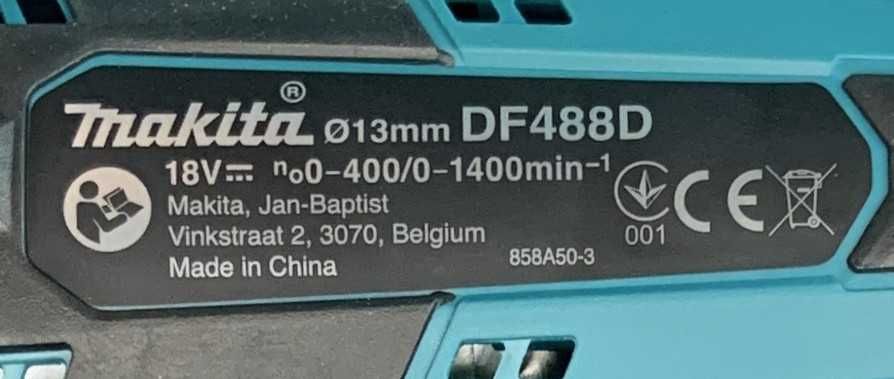 Makita® Ø13mm DF488D
18V⎓ n₀0-400/0-1400min⁻¹
Makita, Jan-Baptist
Vinkstraat 2, 3070, Belgium
Made in China
858A50-3
001
CE